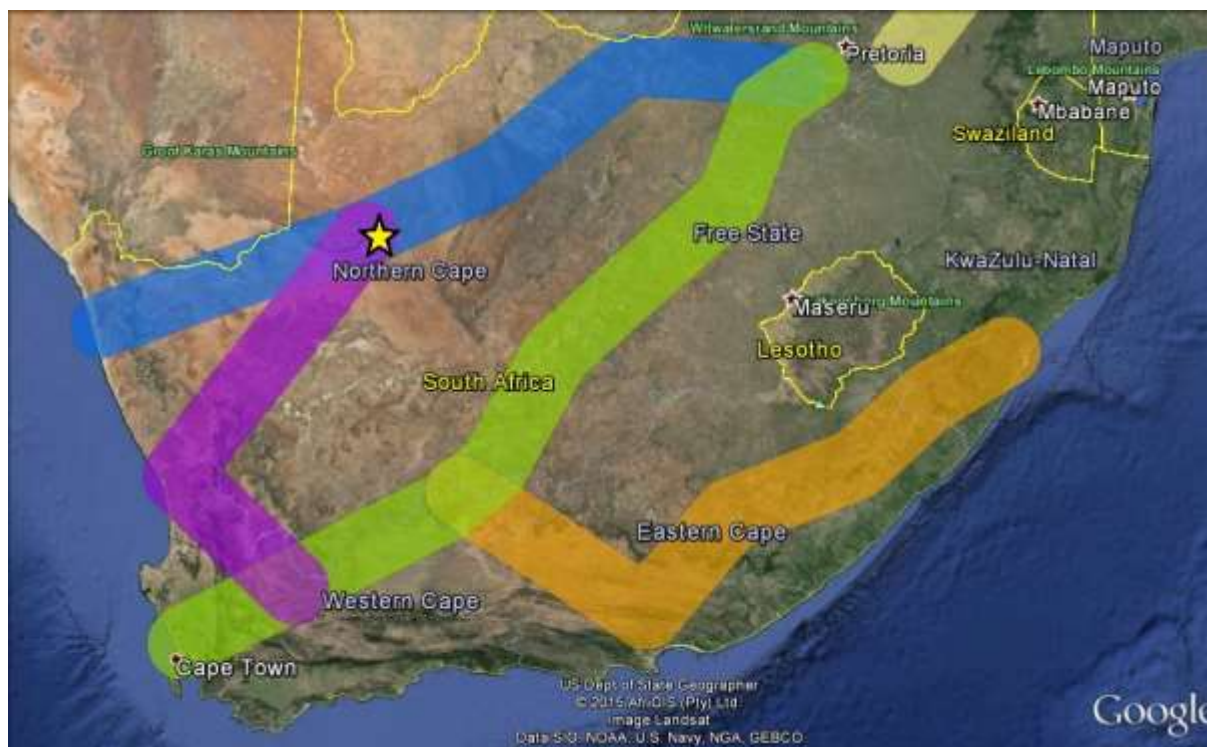 Witwatersrand Mountains
Pretoria
Maputo
Lebombo Mountains
Maputo
Mbabane
Swaziland
Groot Karas Mountains
Free State
KwaZulu-Natal
Northern Cape
Mountains
Maseru
Lesotho
South Africa
Eastern Cape
Western Cape
Cape Town
US Dept of State Geographer
© 2015 AfriGIS (Pty) Ltd.
Image Landsat
Data SIO, NOAA, U.S. Navy, NGA, GEBCO
Google